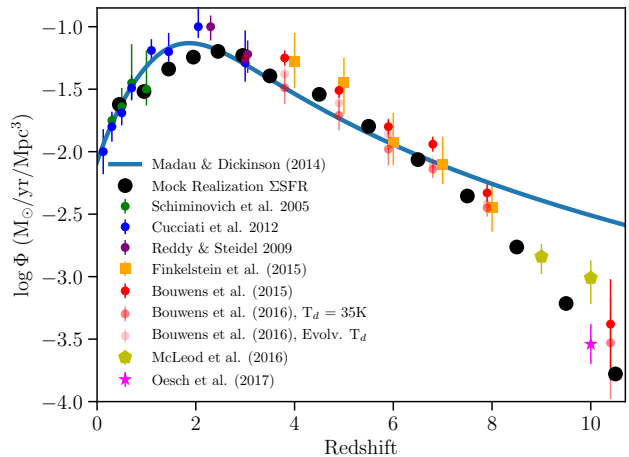 −1.0
−1.5
−2.0
−2.5
−3.0
−3.5
−4.0
log Φ (M⊙/yr/Mpc³)
Madau & Dickinson (2014)
Mock Realization ΣSFR
Schiminovich et al. 2005
Cucciati et al. 2012
Reddy & Steidel 2009
Finkelstein et al. (2015)
Bouwens et al. (2015)
Bouwens et al. (2016), T_d = 35K
Bouwens et al. (2016), Evolv. T_d
McLeod et al. (2016)
Oesch et al. (2017)
0 2 4 6 8 10
Redshift